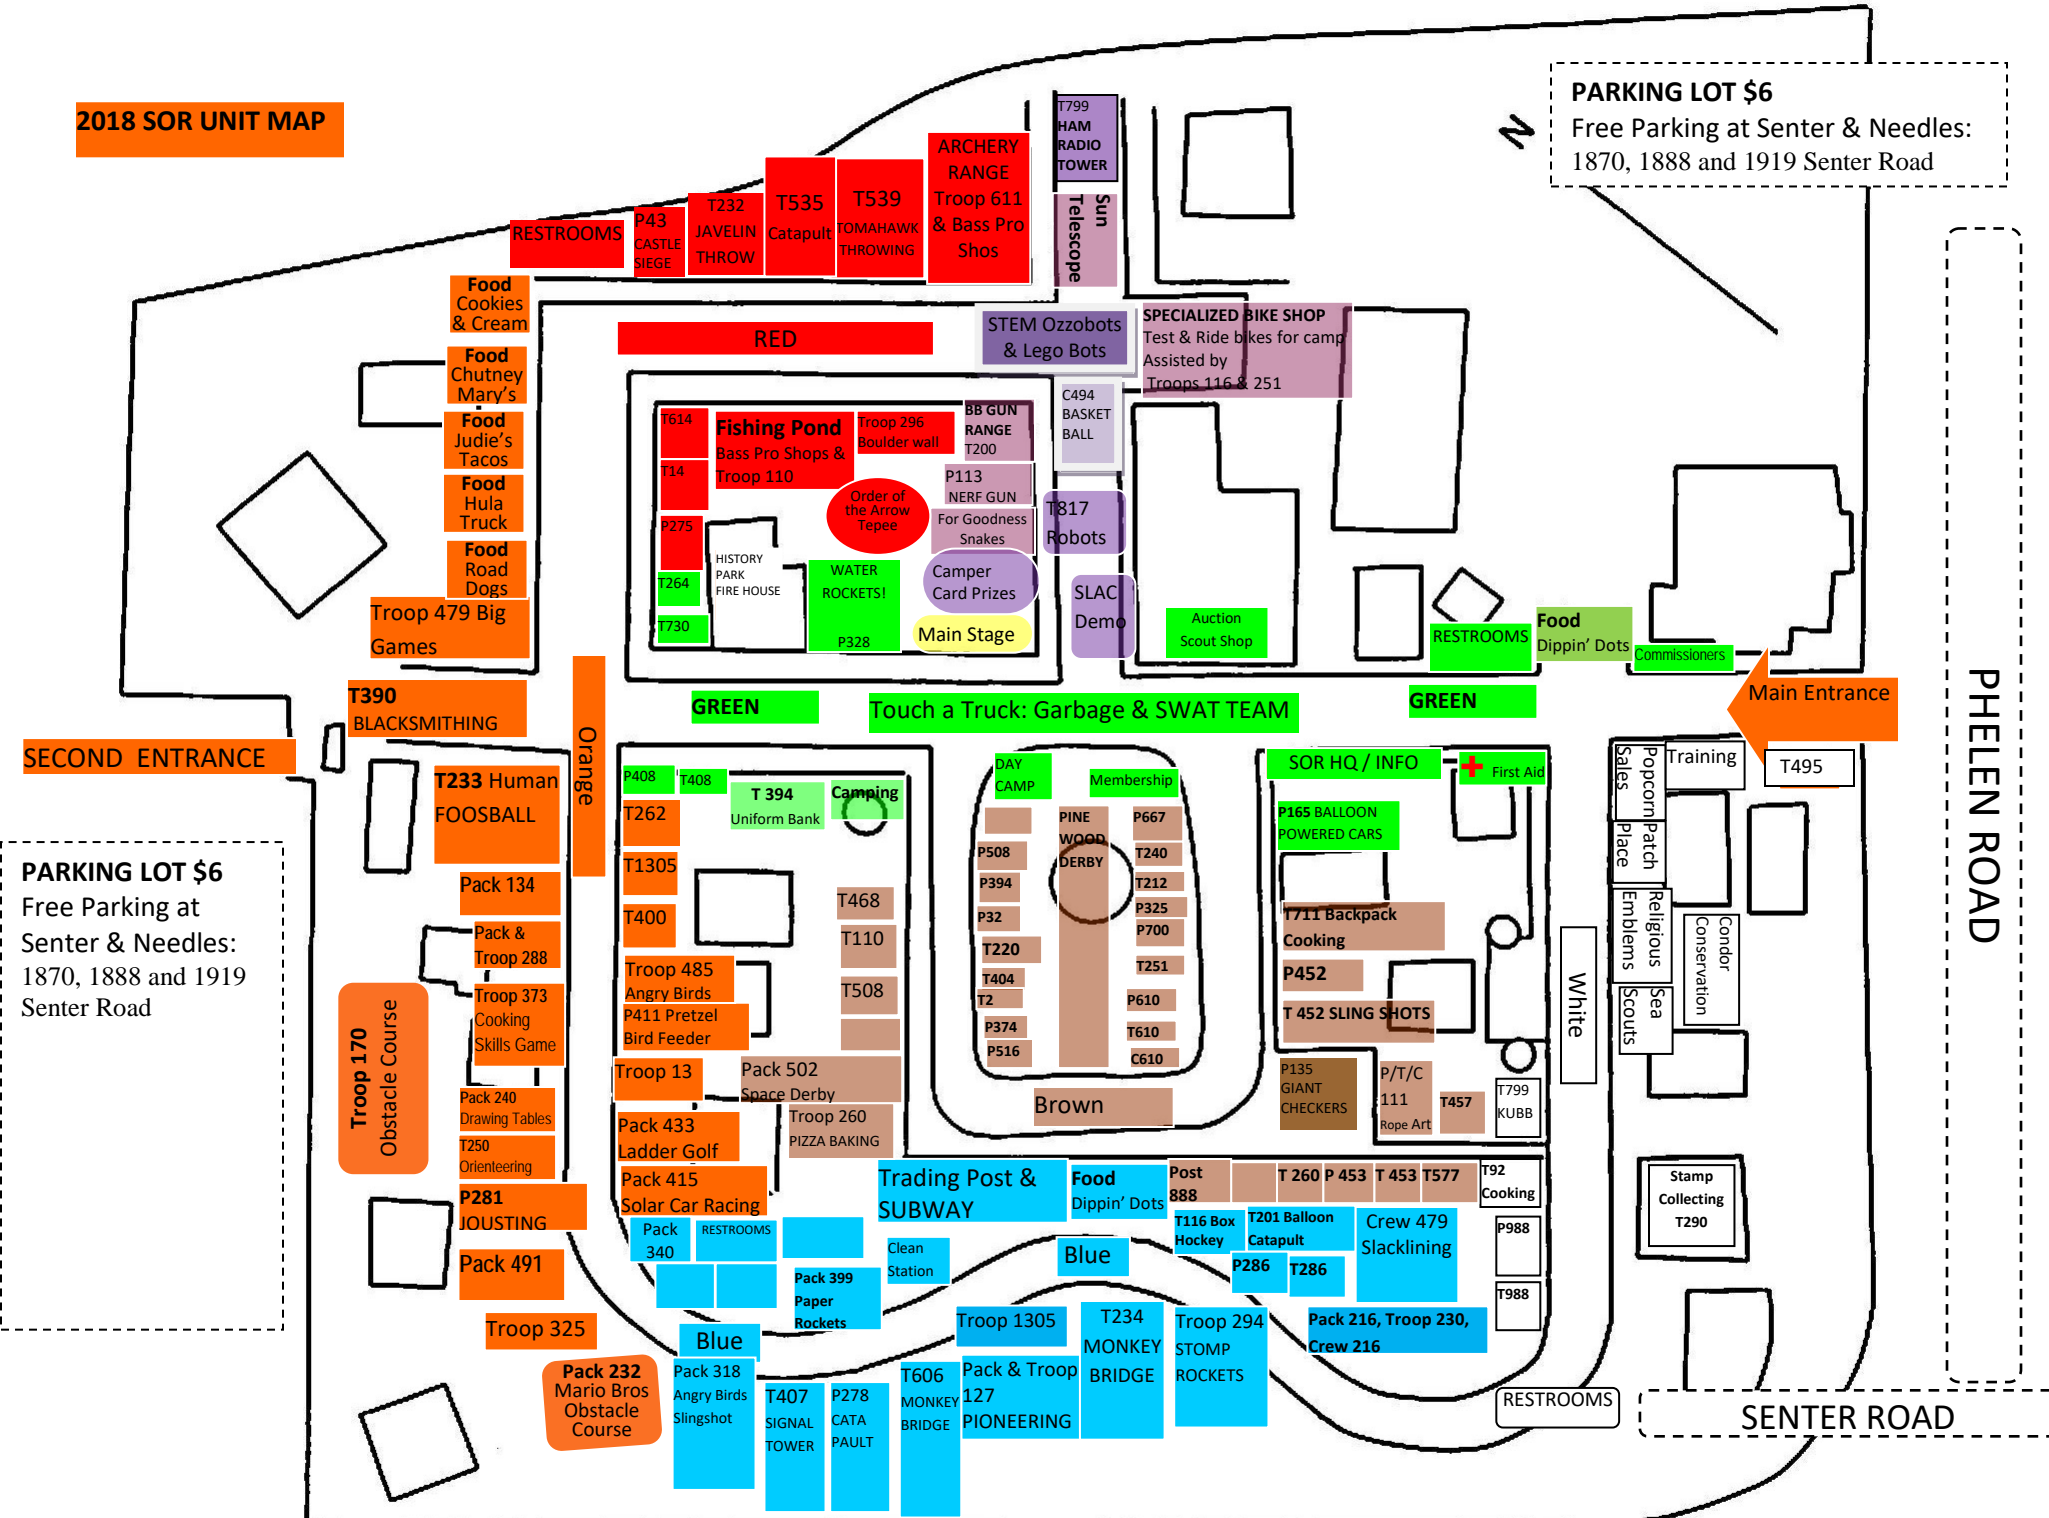 2018 SOR UNIT MAP
PARKING LOT $6
Free Parking at Senter & Needles:
1870, 1888 and 1919 Senter Road
N
T799
HAM
RADIO
TOWER
Sun
Telescope
ARCHERY
RANGE
Troop 611
& Bass Pro
Shos
T539
TOMAHAWK
THROWING
T535
Catapult
T232
JAVELIN
THROW
P43
CASTLE
SIEGE
RESTROOMS
Food
Cookies
& Cream
Food
Chutney
Mary's
Food
Judie's
Tacos
Food
Hula
Truck
Food
Road
Dogs
Troop 479 Big
Games
RED
STEM Ozzobots
& Lego Bots
SPECIALIZED BIKE SHOP
Test & Ride bikes for camp
Assisted by
Troops 116 & 251
C494
BASKET
BALL
T614
T14
P275
T264
T730
Fishing Pond
Bass Pro Shops &
Troop 110
Troop 296
Boulder wall
BB GUN
RANGE
T200
P113
NERF GUN
Order of
the Arrow
Tepee
For Goodness
Snakes
HISTORY
PARK
FIRE HOUSE
WATER
ROCKETS!
P328
Camper
Card Prizes
Main Stage
T817
Robots
SLAC
Demo
Auction
Scout Shop
RESTROOMS
Food
Dippin' Dots
Commissioners
Main Entrance
PHELEN ROAD
T390
BLACKSMITHING
SECOND ENTRANCE
Orange
GREEN
Touch a Truck: Garbage & SWAT TEAM
GREEN
T233 Human
FOOSBALL
P408
T408
T 394
Uniform Bank
Camping
DAY
CAMP
Membership
SOR HQ / INFO
First Aid
Popcorn
Sales
Training
T495
PARKING LOT $6
Free Parking at
Senter & Needles:
1870, 1888 and 1919
Senter Road
T262
T1305
T400
Troop 485
Angry Birds
P411 Pretzel
Bird Feeder
Troop 13
Pack 433
Ladder Golf
Pack 415
Solar Car Racing
Pack 134
Pack &
Troop 288
Troop 373
Cooking
Skills Game
Troop 170
Obstacle Course
Pack 240
Drawing Tables
T250
Orienteering
P281
JOUSTING
Pack 491
Troop 325
Pack 232
Mario Bros
Obstacle
Course
T468
T110
T508
Pack 502
Space Derby
Troop 260
PIZZA BAKING
P508
P394
P32
T220
T404
T2
P374
P516
PINE
WOOD
DERBY
P667
T240
T212
P325
P700
T251
P610
T610
C610
Brown
P165 BALLOON
POWERED CARS
T711 Backpack
Cooking
P452
T 452 SLING SHOTS
P135
GIANT
CHECKERS
P/T/C
111
Rope Art
T457
T799
KUBB
White
Patch
Place
Religious
Emblems
Condor
Conservation
Sea
Scouts
Stamp
Collecting
T290
Trading Post &
SUBWAY
Food
Dippin' Dots
Post
888
T 260
P 453
T 453
T577
T92
Cooking
Pack
340
RESTROOMS
Clean
Station
Pack 399
Paper
Rockets
Blue
T116 Box
Hockey
T201 Balloon
Catapult
Crew 479
Slacklining
P286
T286
P988
T988
Blue
Troop 1305
T234
MONKEY
BRIDGE
Troop 294
STOMP
ROCKETS
Pack 216, Troop 230,
Crew 216
Pack 318
Angry Birds
Slingshot
T407
SIGNAL
TOWER
P278
CATA
PAULT
T606
MONKEY
BRIDGE
Pack & Troop
127
PIONEERING
RESTROOMS
SENTER ROAD